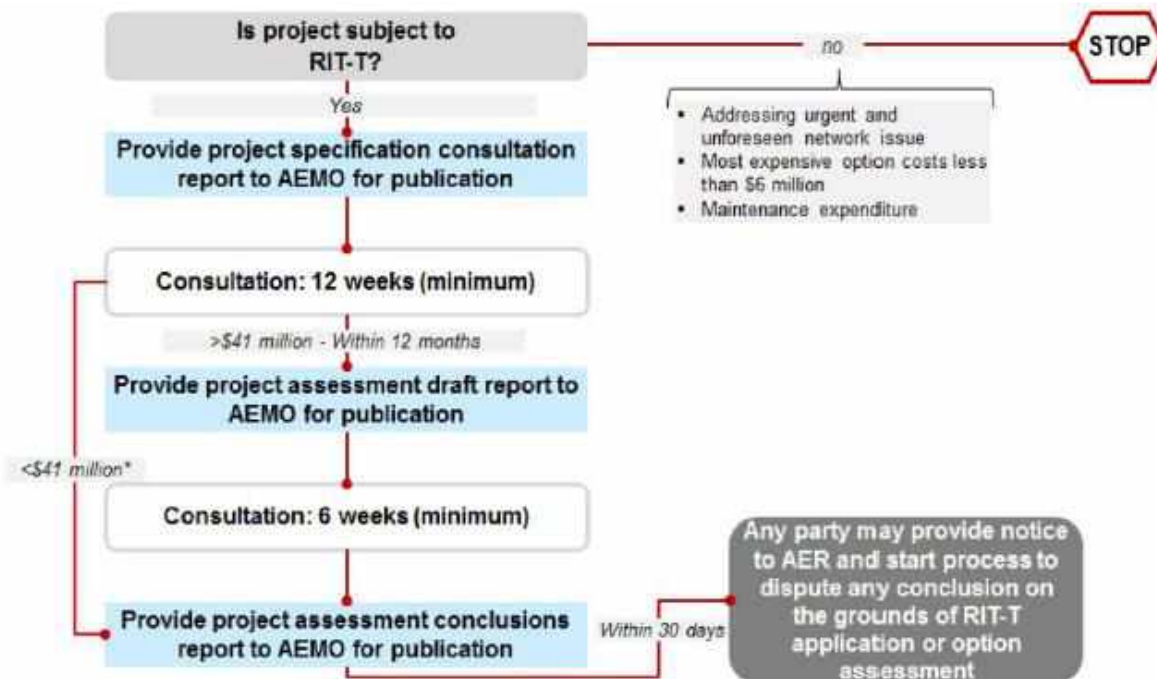 Is project subject to
RIT-T?
no
STOP
Yes
• Addressing urgent and
unforeseen network issue
• Most expensive option costs less
than $6 million
• Maintenance expenditure
Provide project specification consultation
report to AEMO for publication
Consultation: 12 weeks (minimum)
>$41 million - Within 12 months
Provide project assessment draft report to
AEMO for publication
<$41 million*
Consultation: 6 weeks (minimum)
Provide project assessment conclusions
report to AEMO for publication
Within 30 days
Any party may provide notice
to AER and start process to
dispute any conclusion on
the grounds of RIT-T
application or option
assessment